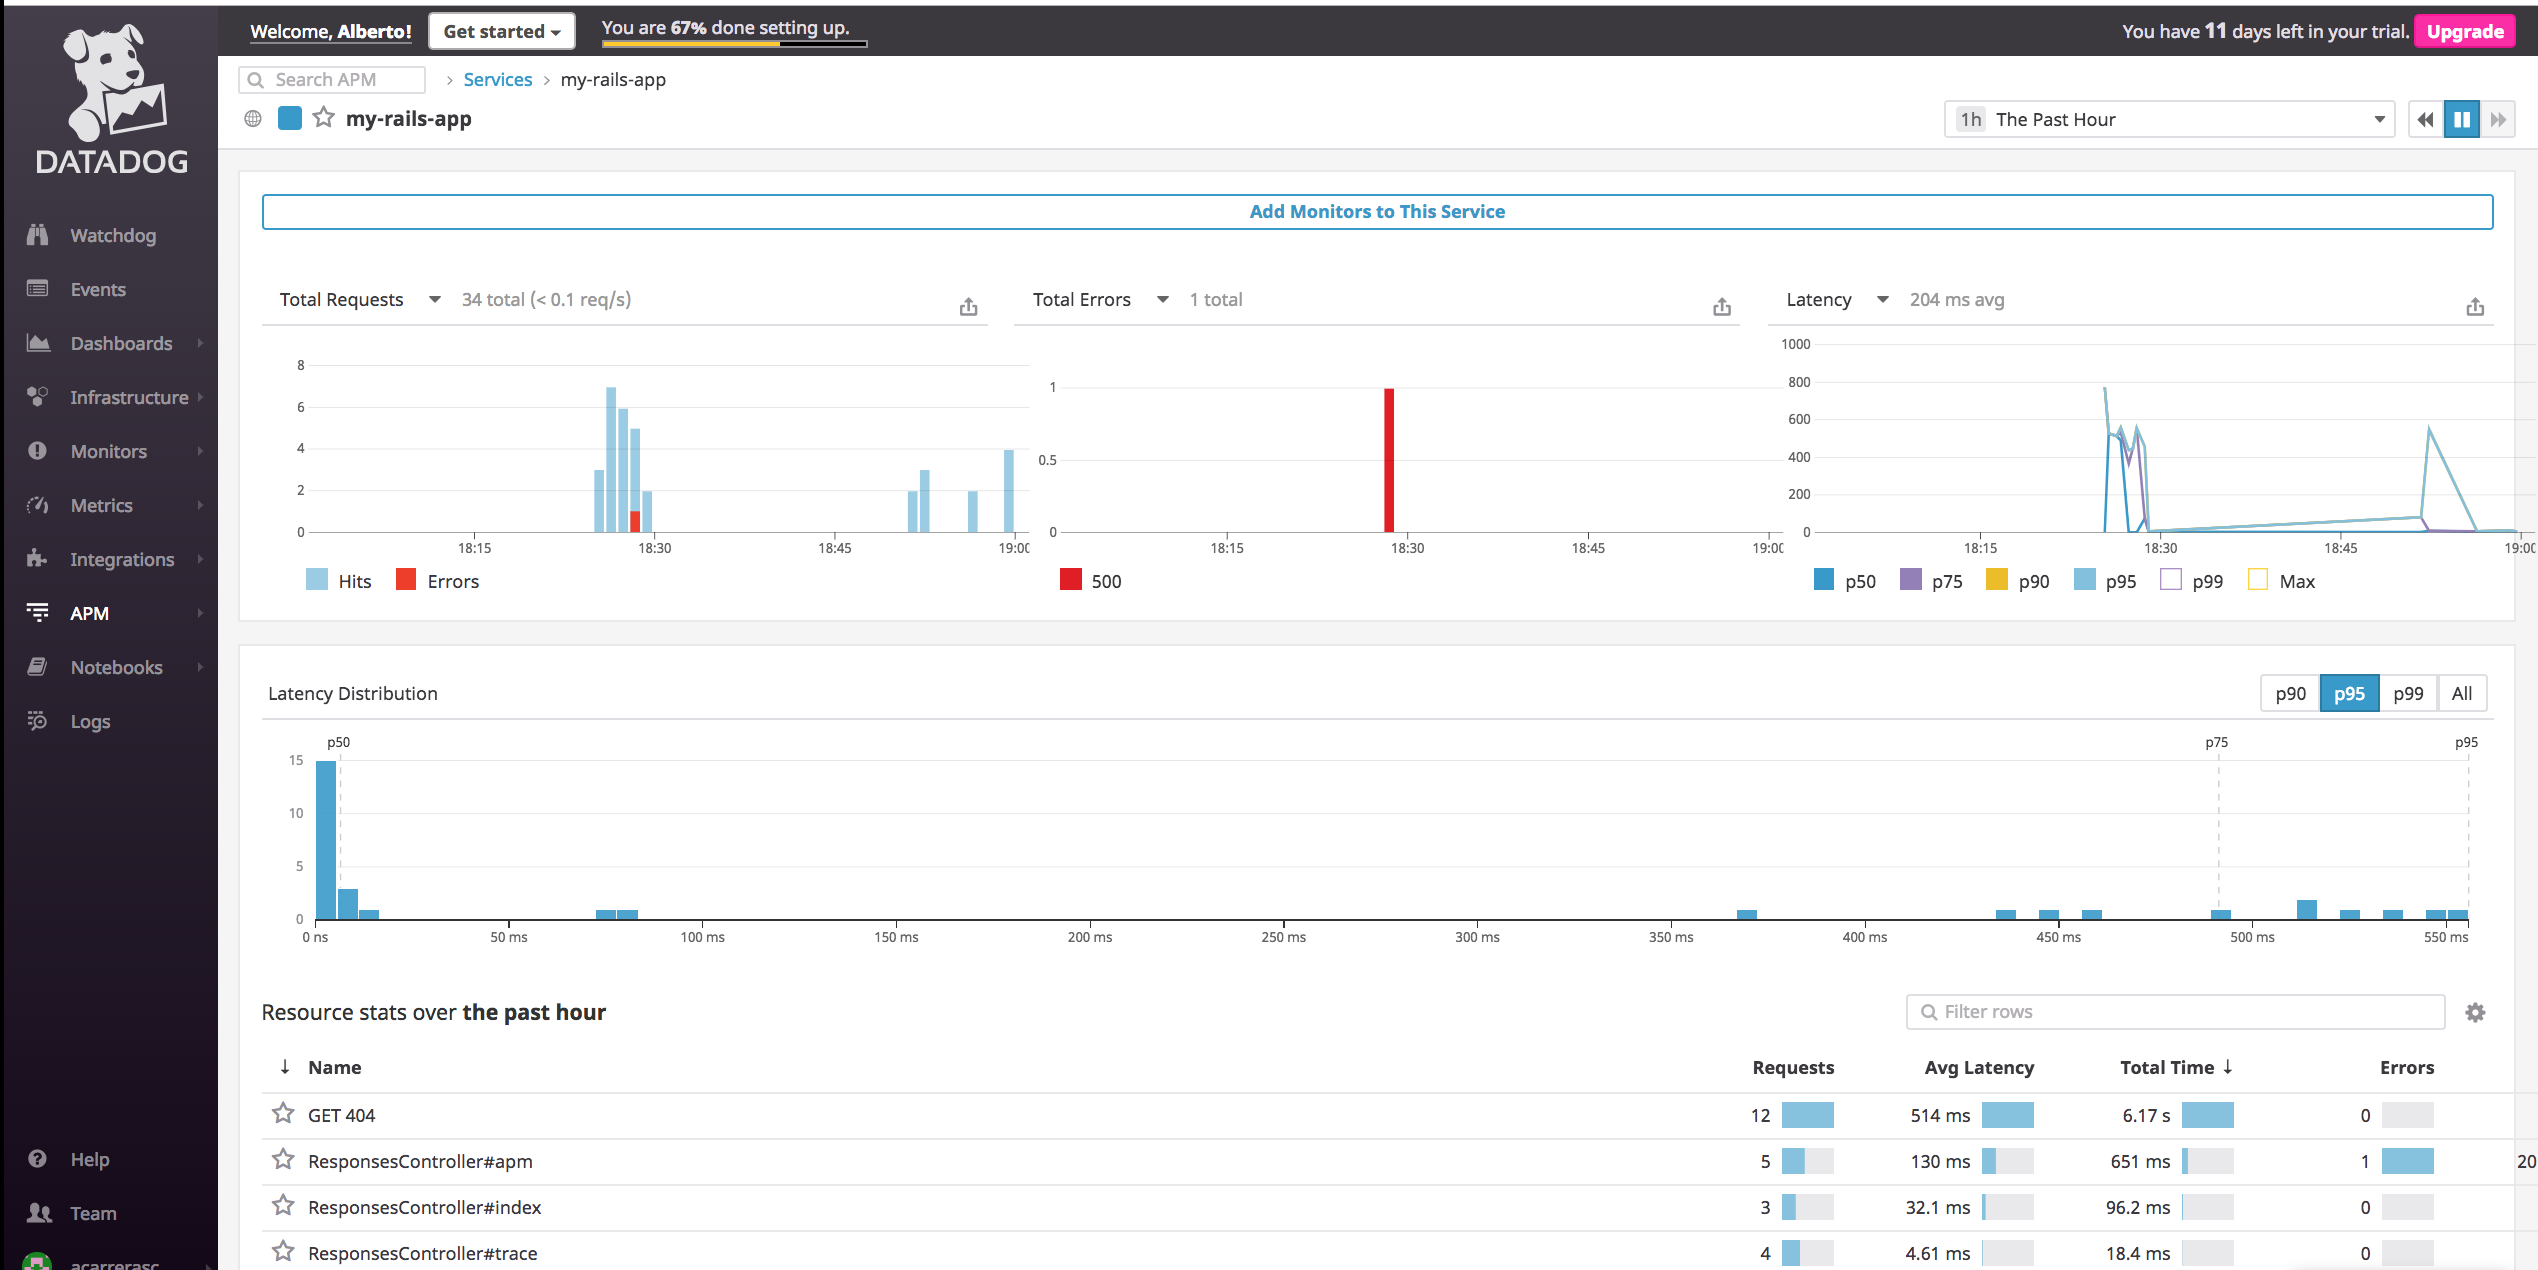 Welcome, Alberto!
Get started
You are 67% done setting up.
You have 11 days left in your trial.
Upgrade
DATADOG
Watchdog
Events
Dashboards
Infrastructure
Monitors
Metrics
Integrations
APM
Notebooks
Logs
Help
Team
acarrerasc
Search APM
> Services > my-rails-app
my-rails-app
1h The Past Hour
Add Monitors to This Service
Total Requests 34 total (< 0.1 req/s)
8
6
4
2
0
18:15 18:30 18:45 19:00
Hits Errors
Total Errors 1 total
1
0.5
0
18:15 18:30 18:45 19:00
500
Latency 204 ms avg
1000
800
600
400
200
0
18:15 18:30 18:45 19:00
p50 p75 p90 p95 p99 Max
Latency Distribution
p90 p95 p99 All
p50 p75 p95
15
10
5
0
0 ns 50 ms 100 ms 150 ms 200 ms 250 ms 300 ms 350 ms 400 ms 450 ms 500 ms 550 ms
Resource stats over the past hour
Filter rows
↓ Name Requests Avg Latency Total Time ↓ Errors
GET 404 12 514 ms 6.17 s 0
ResponsesController#apm 5 130 ms 651 ms 1 20
ResponsesController#index 3 32.1 ms 96.2 ms 0
ResponsesController#trace 4 4.61 ms 18.4 ms 0